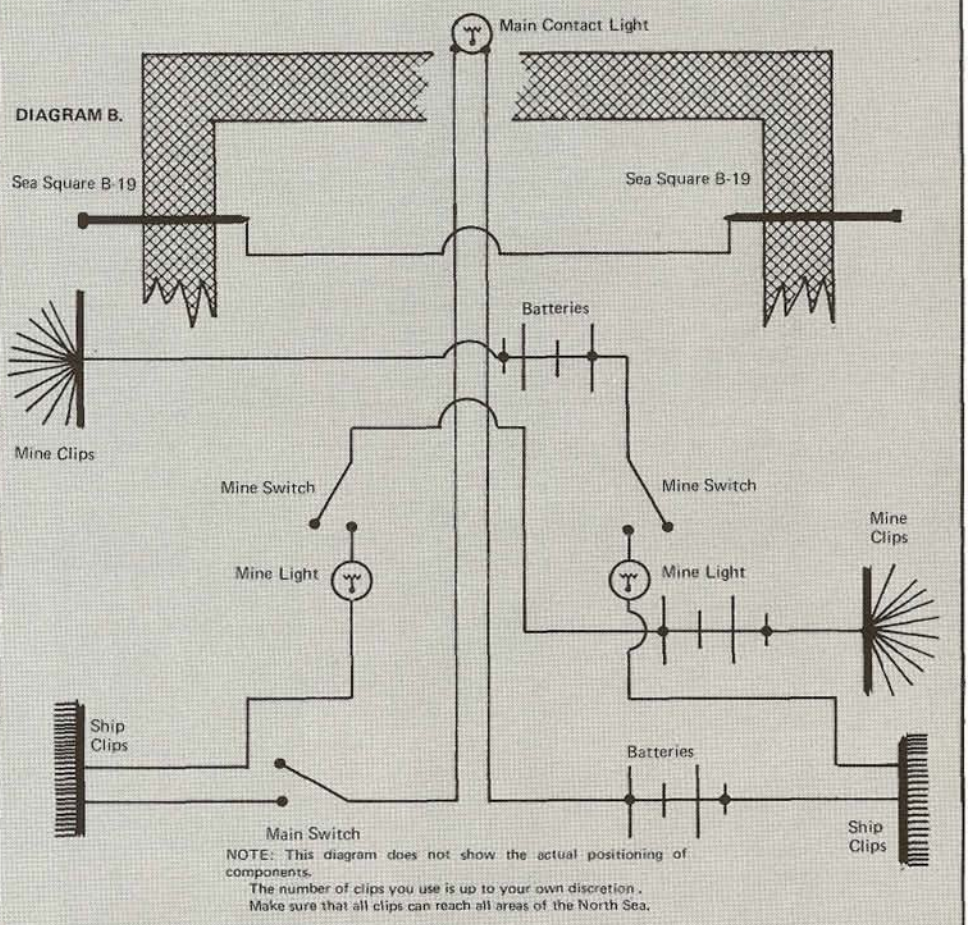 Main Contact Light
DIAGRAM B.
Sea Square B-19
Sea Square B-19
Batteries
Mine Clips
Mine Switch
Mine Switch
Mine
Clips
Mine Light
Mine Light
Ship
Clips
Batteries
Main Switch
Ship
Clips
NOTE: This diagram does not show the actual positioning of
components.
The number of clips you use is up to your own discretion.
Make sure that all clips can reach all areas of the North Sea.